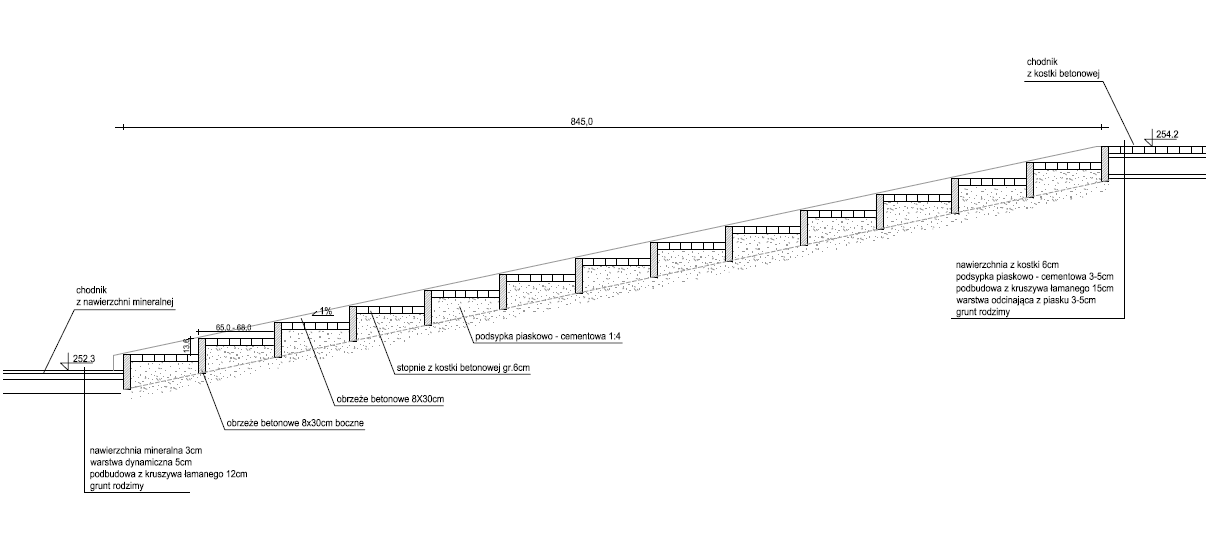 chodnik
z kostki betonowej
845,0
254.2
nawierzchnia z kostki 6cm
podsypka piaskowo - cementowa 3-5cm
podbudowa z kruszywa łamanego 15cm
warstwa odcinająca z piasku 3-5cm
grunt rodzimy
chodnik
z nawierzchni mineralnej
1%
65,0 - 68,0
13,6
podsypka piaskowo - cementowa 1:4
252.3
stopnie z kostki betonowej gr.6cm
obrzeże betonowe 8X30cm
obrzeże betonowe 8x30cm boczne
nawierzchnia mineralna 3cm
warstwa dynamiczna 5cm
podbudowa z kruszywa łamanego 12cm
grunt rodzimy